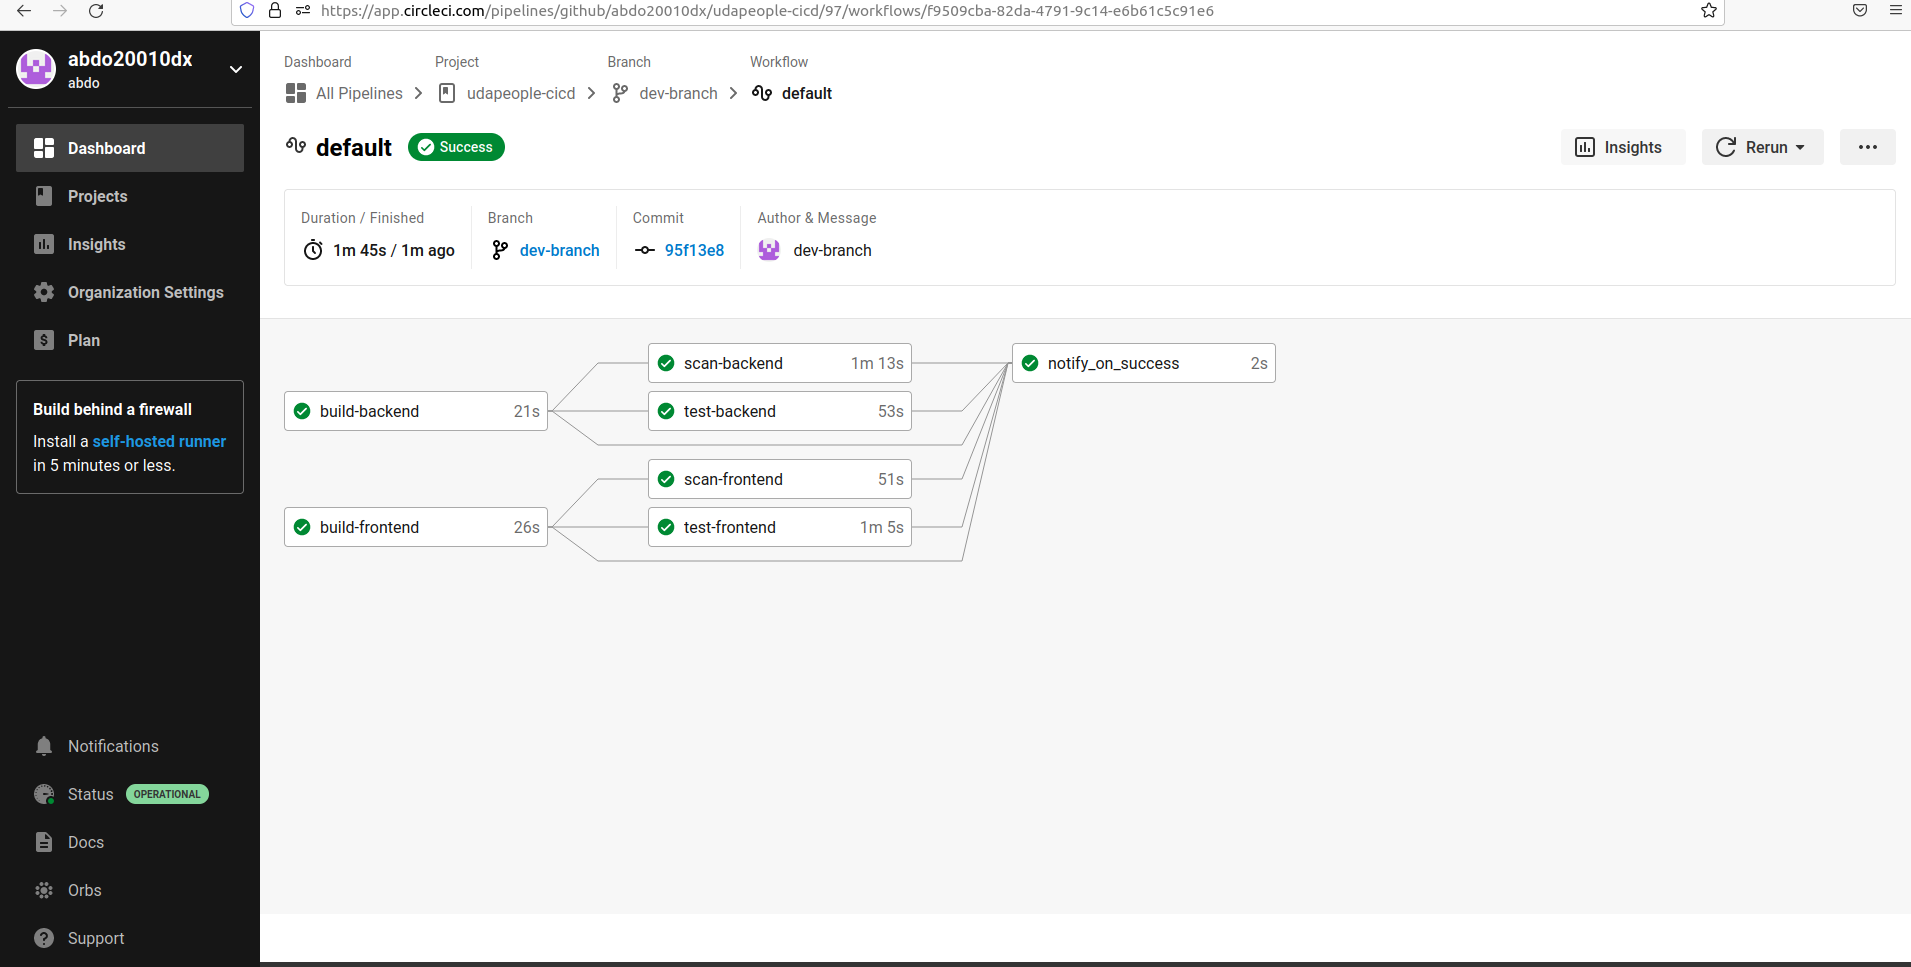 https://app.circleci.com/pipelines/github/abdo20010dx/udapeople-cicd/97/workflows/f9509cba-82da-4791-9c14-e6b61c5c91e6
abdo20010dx
abdo
Dashboard
Projects
Insights
Organization Settings
Plan
Build behind a firewall
Install a self-hosted runner
in 5 minutes or less.
Notifications
Status OPERATIONAL
Docs
Orbs
Support
Dashboard Project Branch Workflow
All Pipelines udapeople-cicd dev-branch default
default Success
Insights Rerun
Duration / Finished Branch Commit Author & Message
1m 45s / 1m ago dev-branch 95f13e8 dev-branch
scan-backend 1m 13s
notify_on_success 2s
build-backend 21s
test-backend 53s
scan-frontend 51s
build-frontend 26s
test-frontend 1m 5s